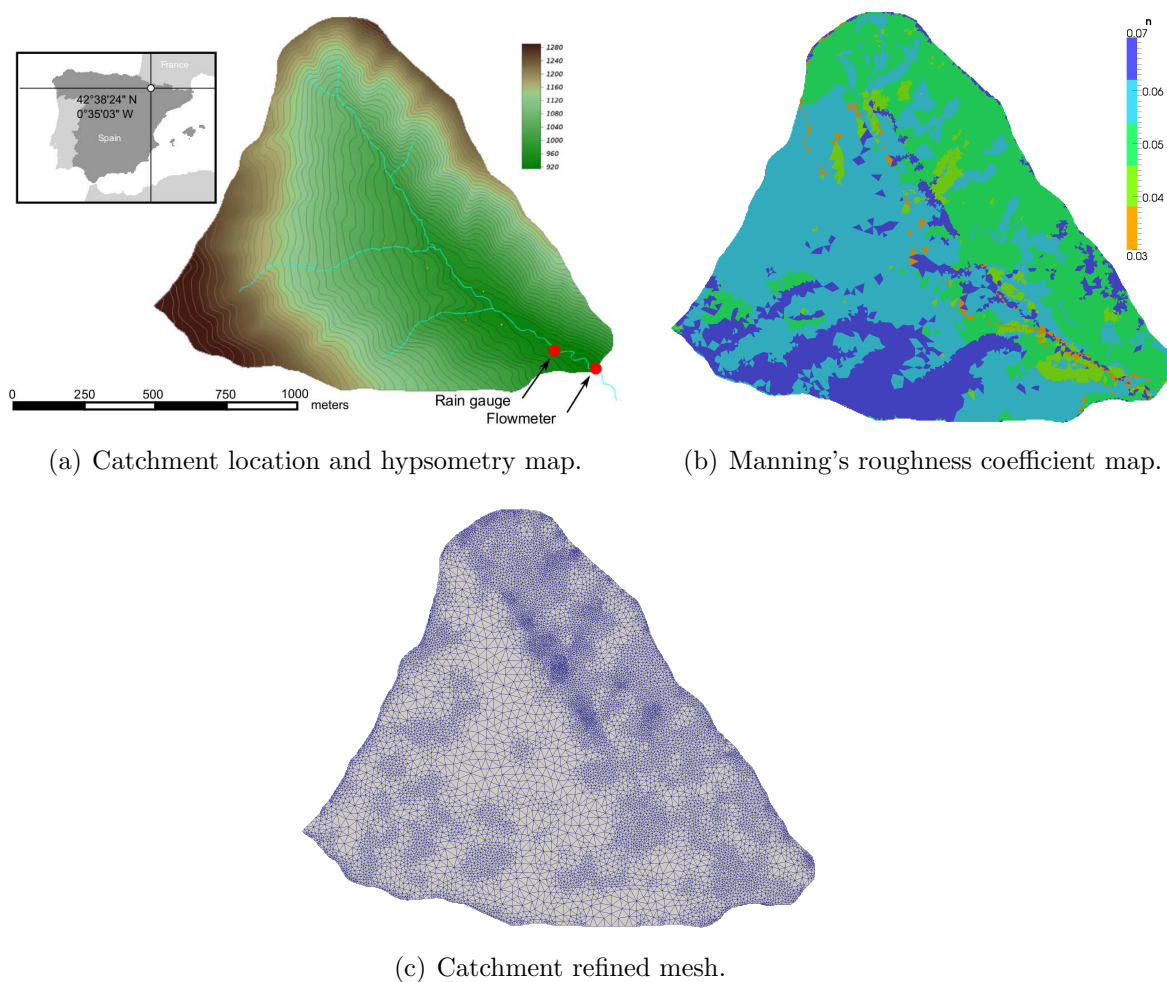 France
42°38'24" N
0°35'03" W
Spain
1280
1200
1160
1120
1080
1040
1000
960
920
0 250 500 750 1000
meters
Rain gauge
Flowmeter
(a) Catchment location and hypsometry map.
n
0.07
0.06
0.05
0.04
0.03
(b) Manning's roughness coefficient map.
(c) Catchment refined mesh.